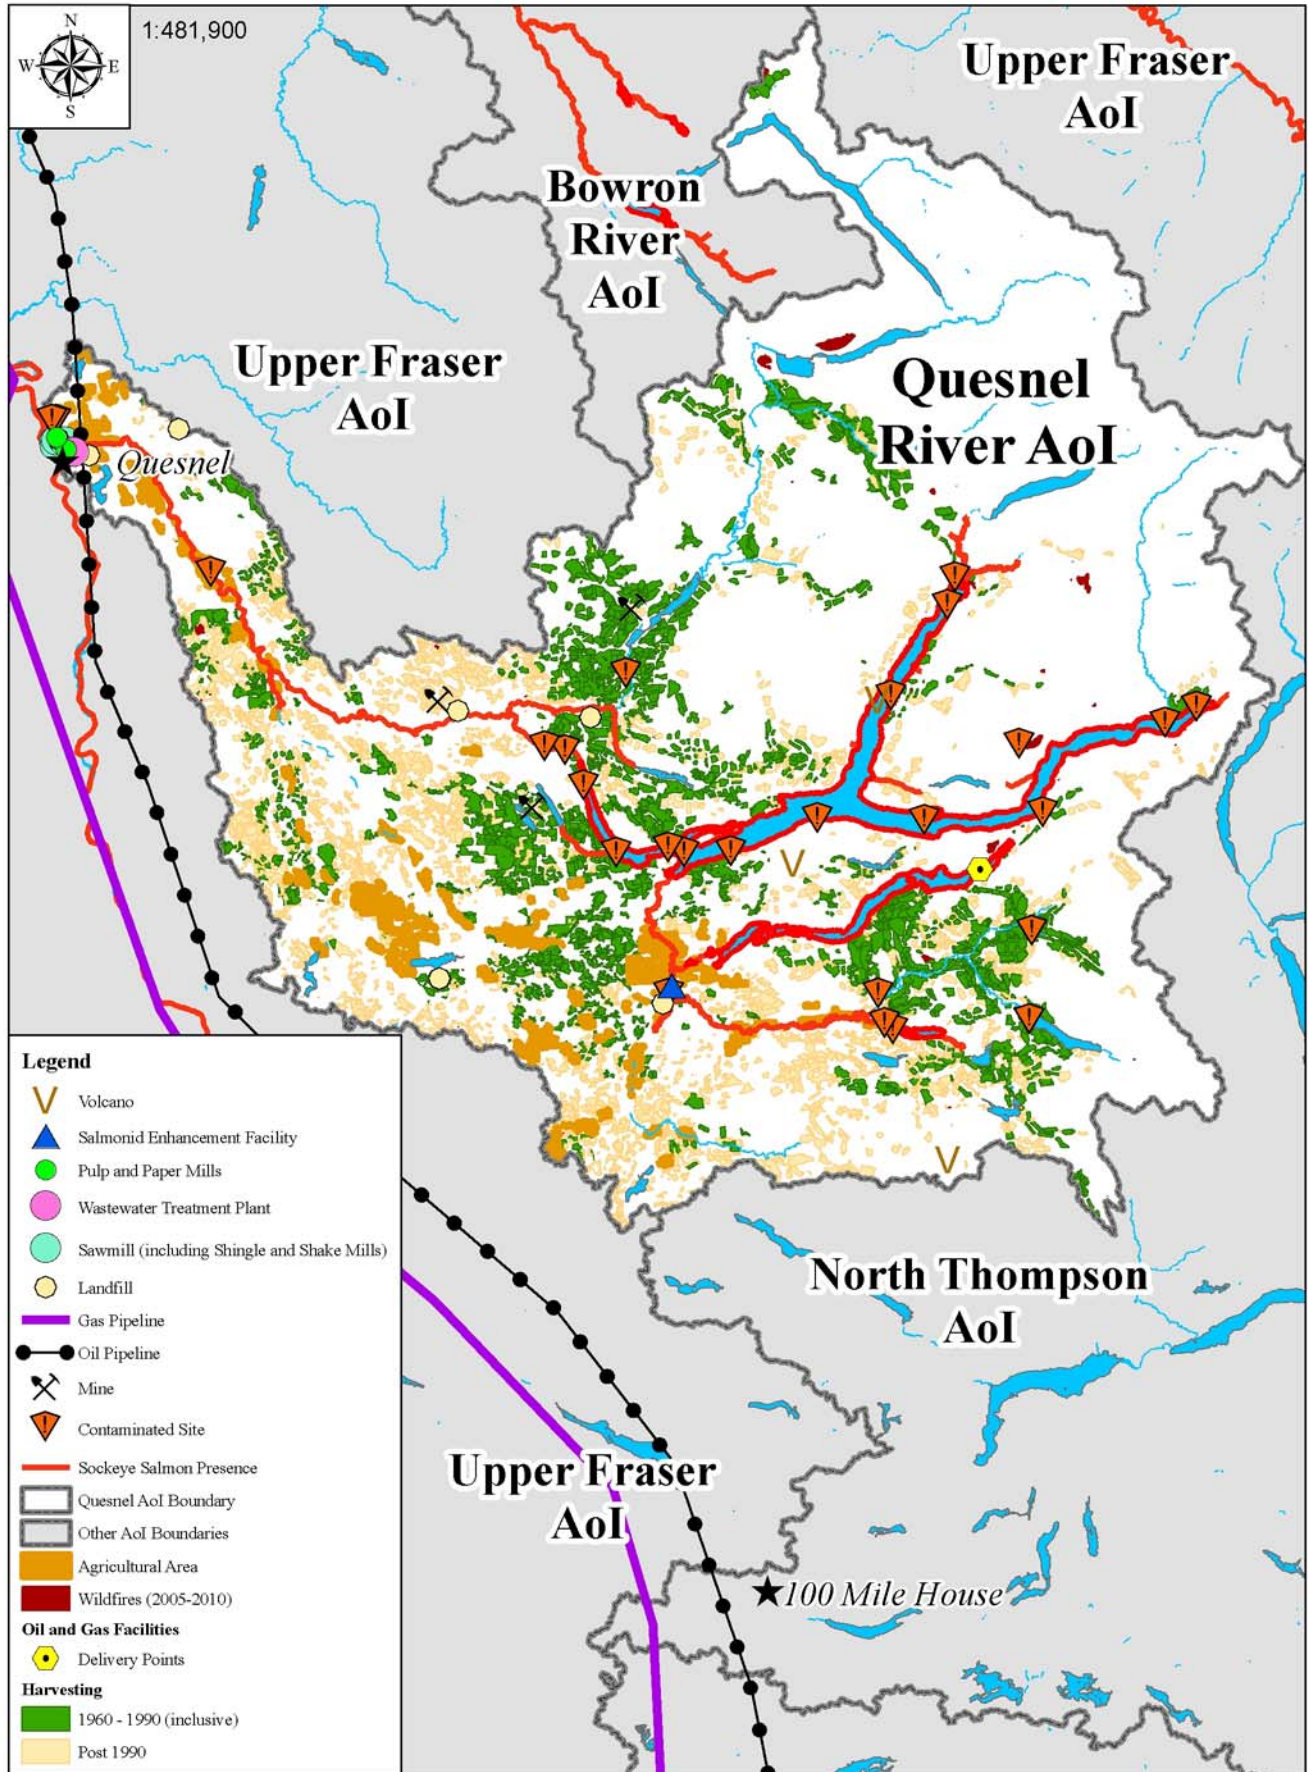 N
1:481,900
W
E
S
Upper Fraser
AoI
Bowron
River
AoI
Upper Fraser
AoI
Quesnel
River AoI
Quesnel
V
V
V
Legend
V Volcano
Salmonid Enhancement Facility
Pulp and Paper Mills
Wastewater Treatment Plant
Sawmill (including Shingle and Shake Mills)
Landfill
Gas Pipeline
Oil Pipeline
Mine
Contaminated Site
Sockeye Salmon Presence
Quesnel AoI Boundary
Other AoI Boundaries
Agricultural Area
Wildfires (2005-2010)
Oil and Gas Facilities
Delivery Points
Harvesting
1960 - 1990 (inclusive)
Post 1990
North Thompson
AoI
Upper Fraser
AoI
100 Mile House